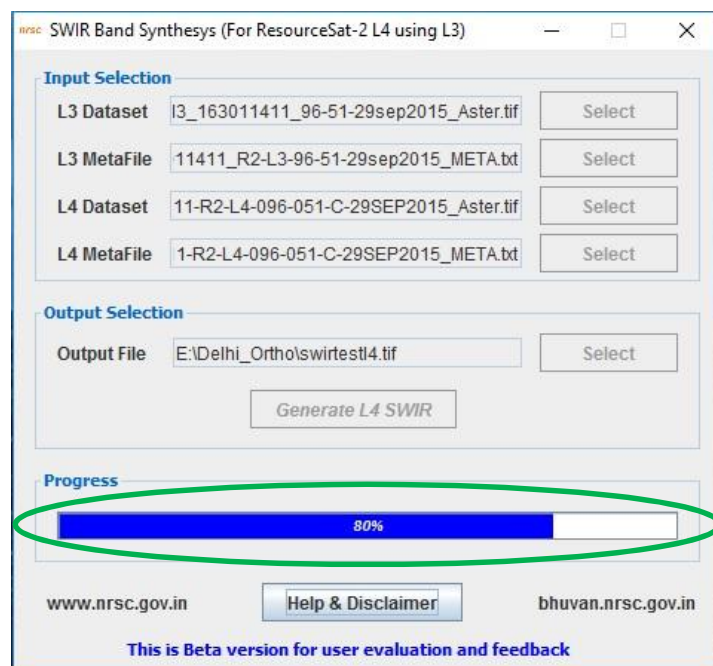 nrsc SWIR Band Synthesys (For ResourceSat-2 L4 using L3)
Input Selection
L3 Dataset I3_163011411_96-51-29sep2015_Aster.tif Select
L3 MetaFile 11411_R2-L3-96-51-29sep2015_META.txt Select
L4 Dataset 11-R2-L4-096-051-C-29SEP2015_Aster.tif Select
L4 MetaFile 1-R2-L4-096-051-C-29SEP2015_META.txt Select
Output Selection
Output File E:\Delhi_Ortho\swirtestl4.tif Select
Generate L4 SWIR
Progress
80%
www.nrsc.gov.in Help & Disclaimer bhuvan.nrsc.gov.in
This is Beta version for user evaluation and feedback